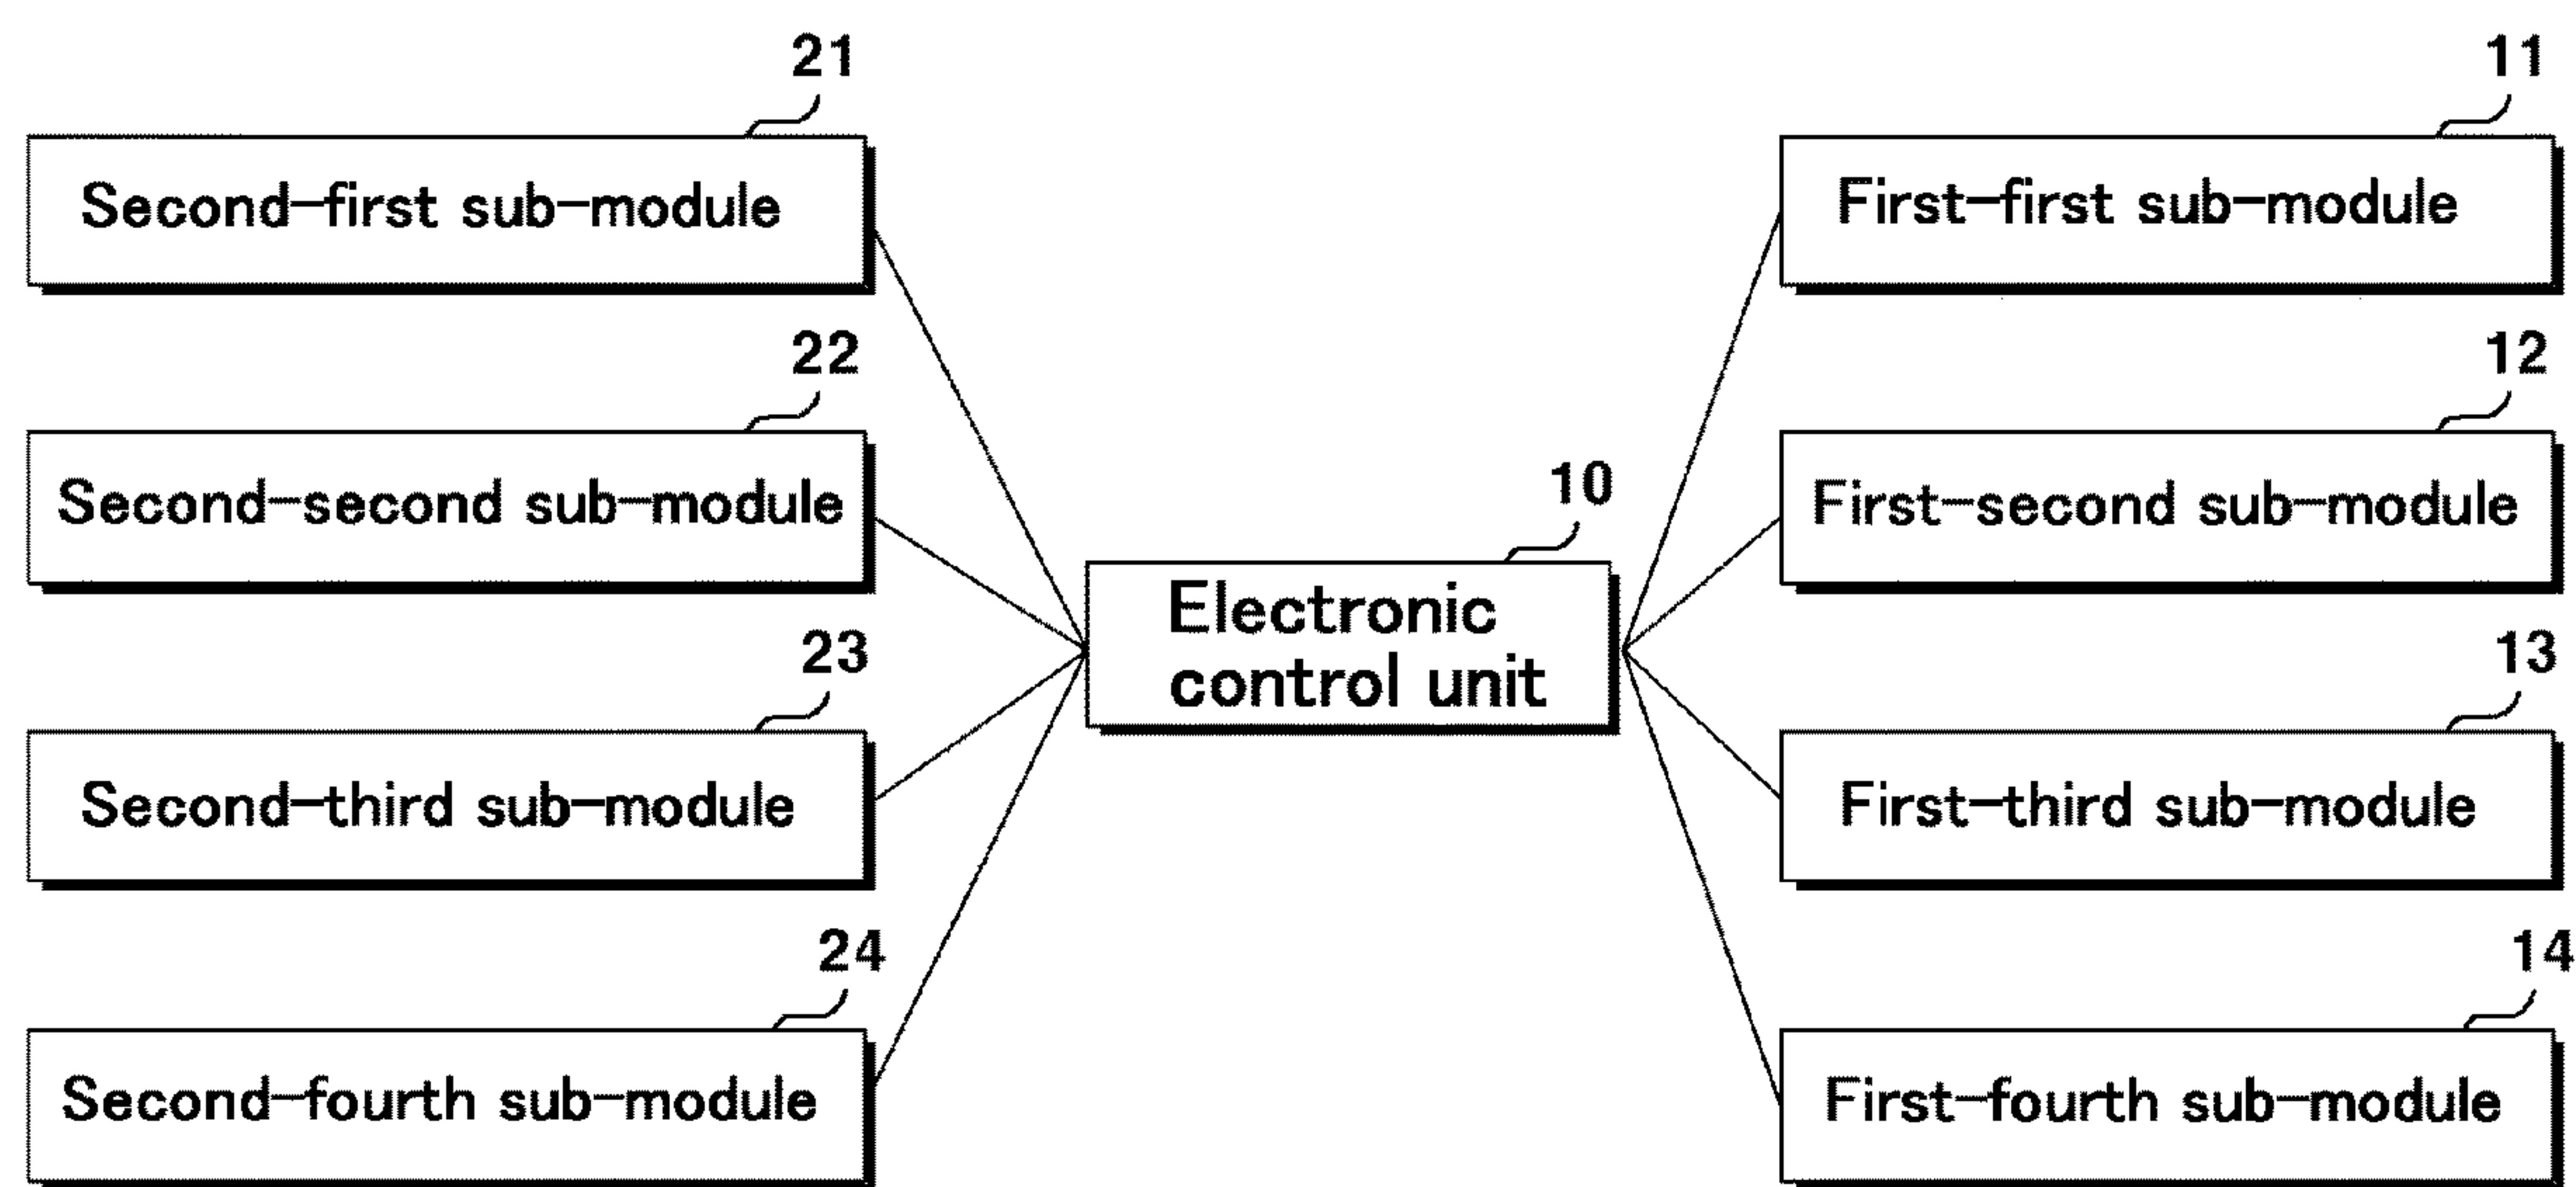 21
Second-first sub-module
22
Second-second sub-module
23
Second-third sub-module
24
Second-fourth sub-module
10
Electronic
control unit
11
First-first sub-module
12
First-second sub-module
13
First-third sub-module
14
First-fourth sub-module